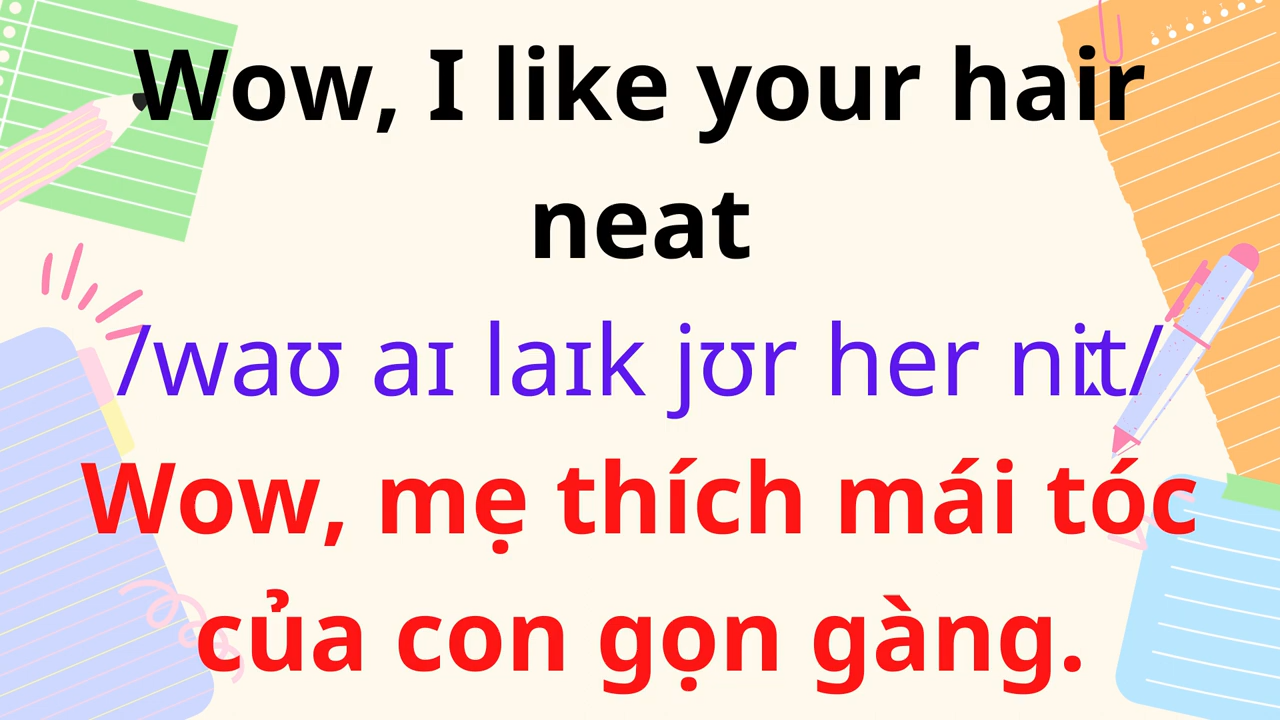 Wow, I like your hair
neat
/waʊ aɪ laɪk jʊr her nit/
Wow, mẹ thích mái tóc
của con gọn gàng.